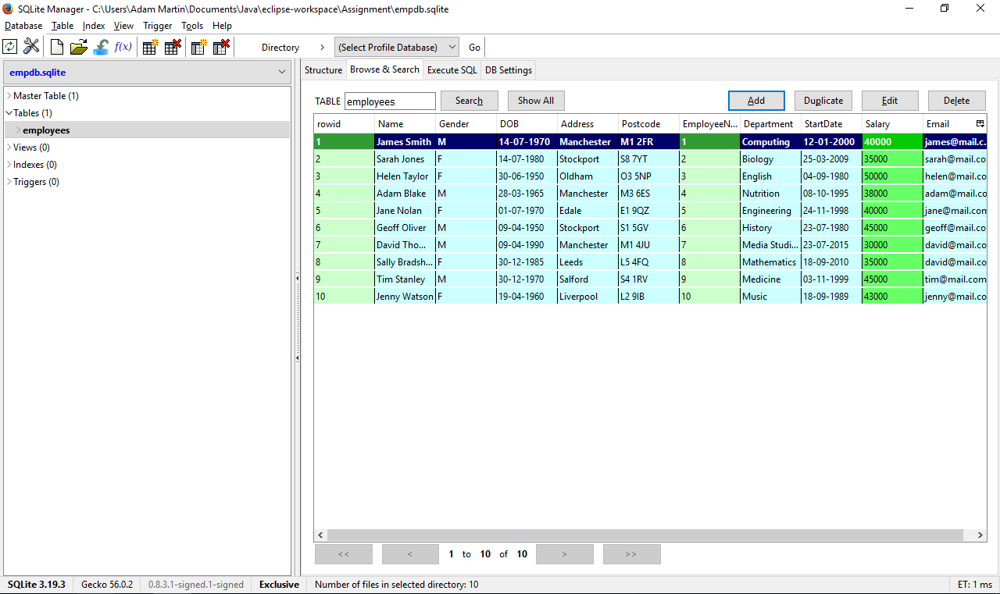 SQLite Manager - C:\Users\Adam Martin\Documents\Java\eclipse-workspace\Assignment\empdb.sqlite
Database Table Index View Trigger Tools Help
f(x) Directory > (Select Profile Database) Go
empdb.sqlite
Master Table (1)
Tables (1)
employees
Views (0)
Indexes (0)
Triggers (0)
Structure Browse & Search Execute SQL DB Settings
TABLE employees Search Show All Add Duplicate Edit Delete
rowid Name Gender DOB Address Postcode EmployeeN... Department StartDate Salary Email
1 James Smith M 14-07-1970 Manchester M1 2FR 1 Computing 12-01-2000 40000 james@mail.c.
2 Sarah Jones F 14-07-1980 Stockport S8 7YT 2 Biology 25-03-2009 35000 sarah@mail.co
3 Helen Taylor F 30-06-1950 Oldham O3 5NP 3 English 04-09-1980 50000 helen@mail.co
4 Adam Blake M 28-03-1965 Manchester M3 6ES 4 Nutrition 08-10-1995 38000 adam@mail.co
5 Jane Nolan F 01-07-1970 Edale E1 9QZ 5 Engineering 24-11-1998 40000 jane@mail.com
6 Geoff Oliver M 09-04-1950 Stockport S1 5GV 6 History 23-07-1980 45000 geoff@mail.co
7 David Tho... M 09-04-1990 Manchester M1 4JU 7 Media Studi... 23-07-2015 30000 david@mail.co
8 Sally Bradsh... F 30-12-1985 Leeds L5 4FQ 8 Mathematics 18-09-2010 35000 david@mail.co
9 Tim Stanley M 30-12-1970 Salford S4 1RV 9 Medicine 03-11-1999 45000 tim@mail.com
10 Jenny Watson F 19-04-1960 Liverpool L2 9IB 10 Music 18-09-1989 43000 jenny@mail.co
<< < 1 to 10 of 10 > >>
SQLite 3.19.3 Gecko 56.0.2 0.8.3.1-signed.1-signed Exclusive Number of files in selected directory: 10 ET: 1 ms